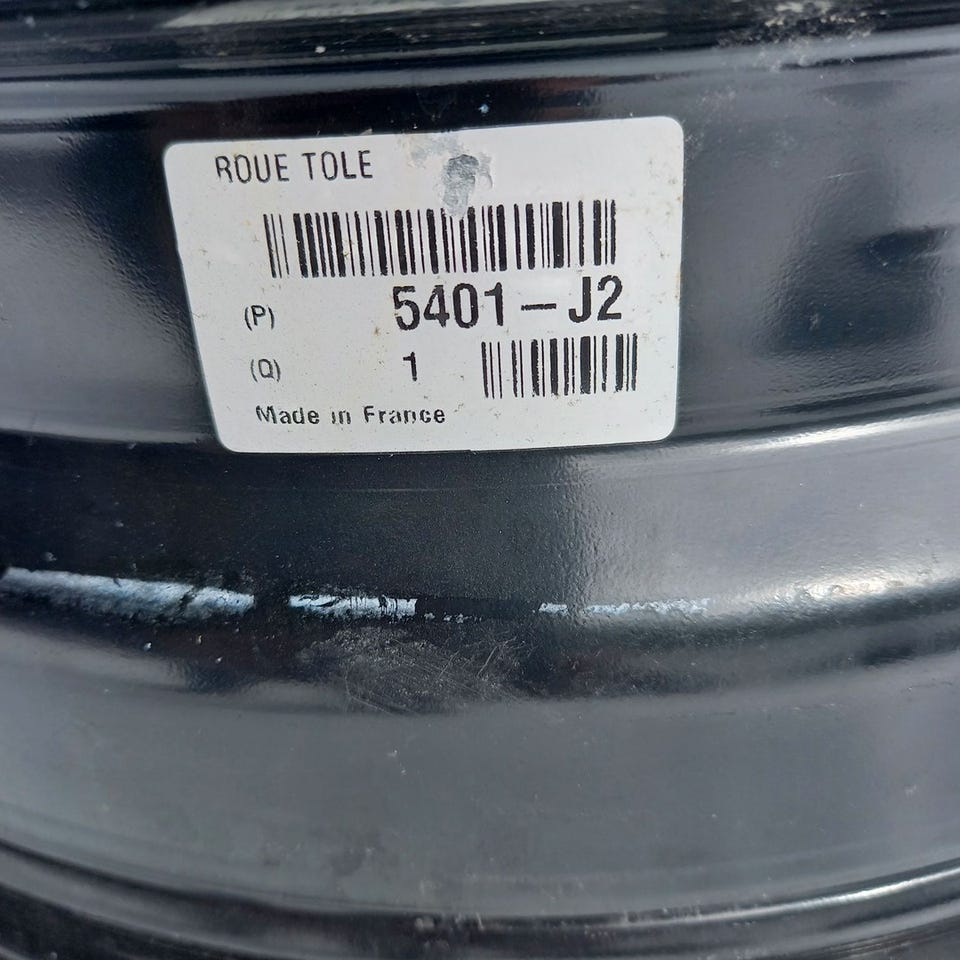 ROUE TOLE
(P) 5401-J2
(Q) 1
Made in France